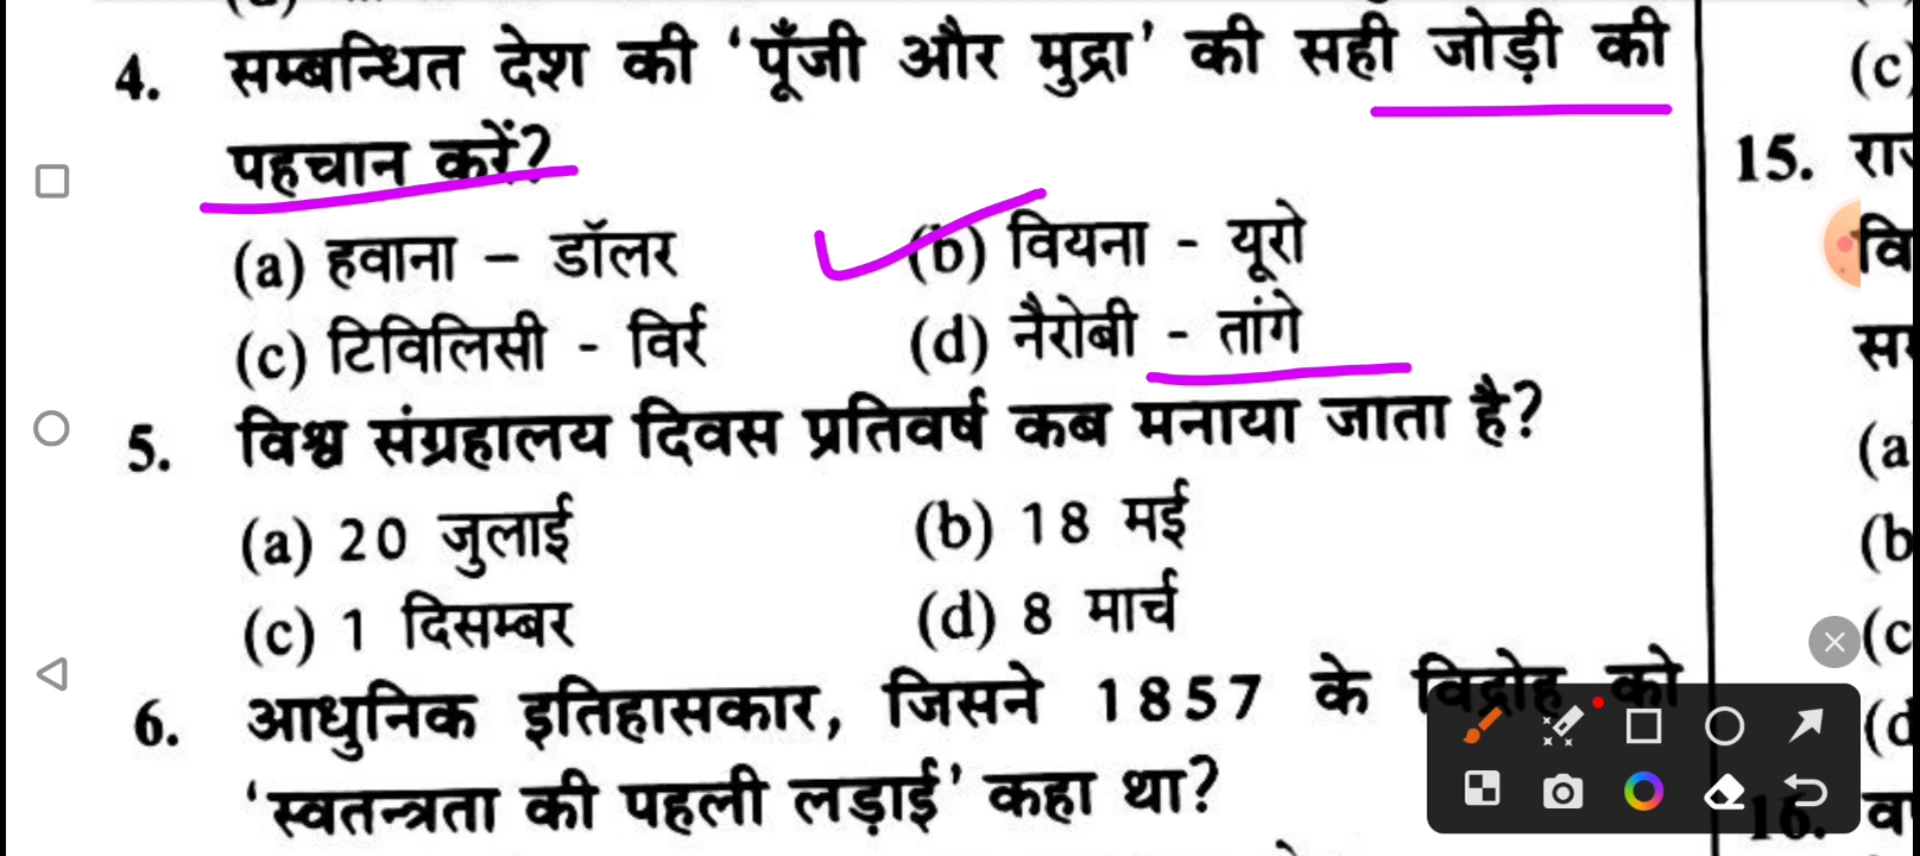 4. सम्बन्धित देश की ‘पूँजी और मुद्रा’ की सही जोड़ी की
पहचान करें?
(a) हवाना – डॉलर (b) वियना - यूरो
(c) टिविलिसी - विर्र (d) नैरोबी - तांगे
5. विश्व संग्रहालय दिवस प्रतिवर्ष कब मनाया जाता है?
(a) 20 जुलाई (b) 18 मई
(c) 1 दिसम्बर (d) 8 मार्च
6. आधुनिक इतिहासकार, जिसने 1857 के विद्रोह को
‘स्वतन्त्रता की पहली लड़ाई’ कहा था?
(c)
15.
वि
(a
(b
(c
(d
16.